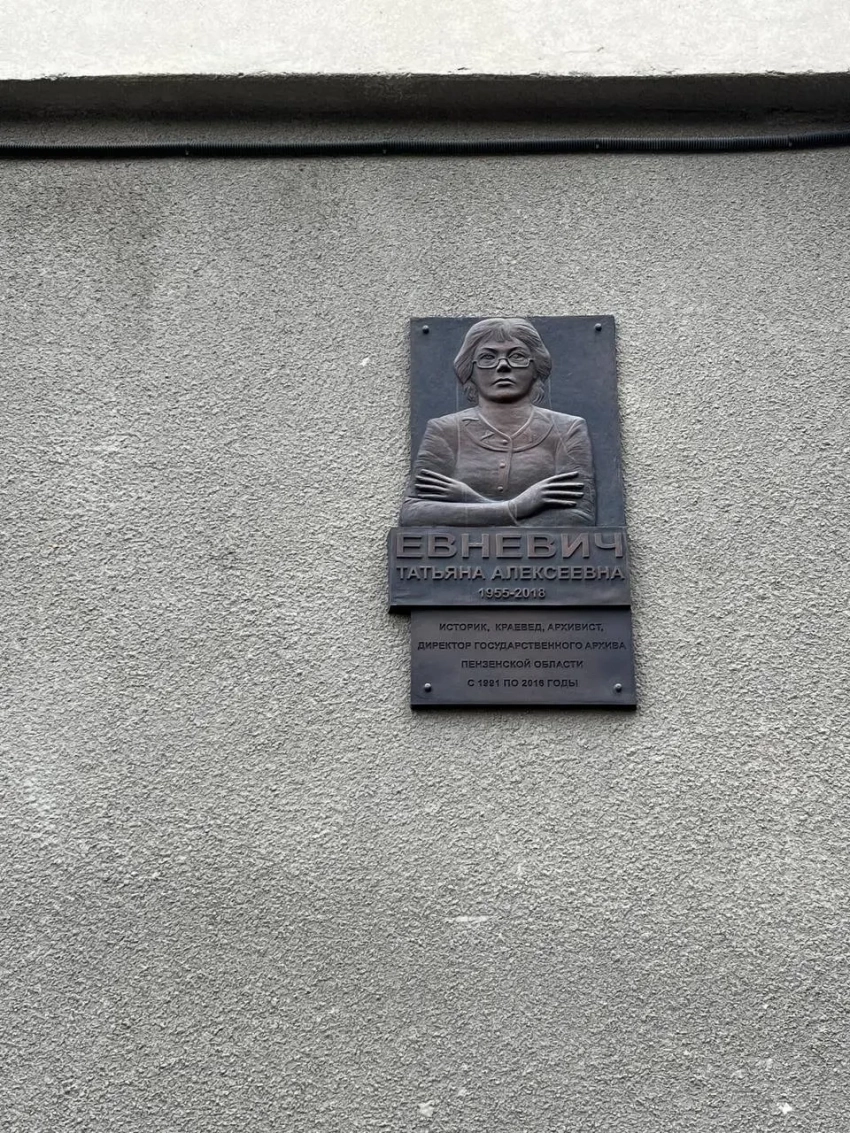 ЕВНЕВИЧ
ТАТЬЯНА АЛЕКСЕЕВНА
1955-2018
ИСТОРИК, КРАЕВЕД, АРХИВИСТ,
ДИРЕКТОР ГОСУДАРСТВЕННОГО АРХИВА
ПЕНЗЕНСКОЙ ОБЛАСТИ
С 1991 ПО 2016 ГОДЫ